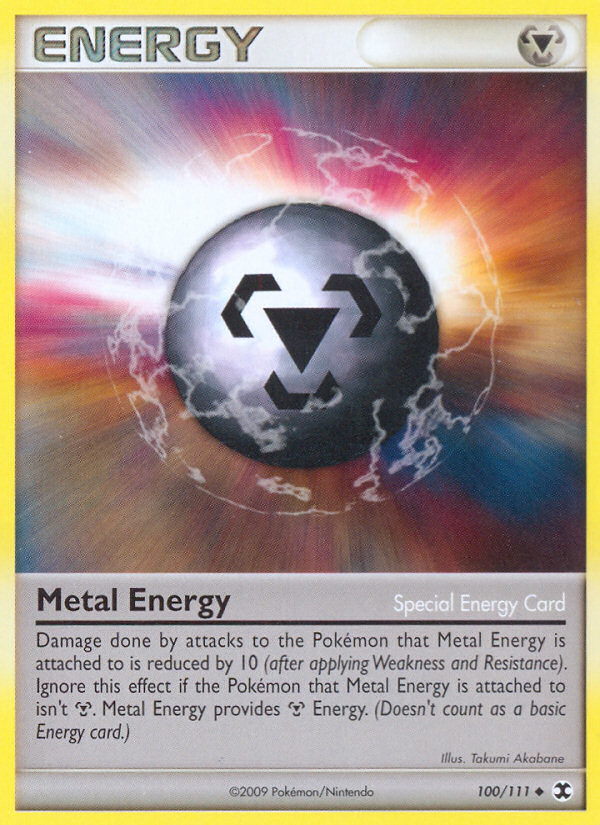 ENERGY
Metal Energy
Special Energy Card
Damage done by attacks to the Pokémon that Metal Energy is
attached to is reduced by 10 (after applying Weakness and Resistance).
Ignore this effect if the Pokémon that Metal Energy is attached to
isn't . Metal Energy provides  Energy. (Doesn't count as a basic
Energy card.)
Illus. Takumi Akabane
©2009 Pokémon/Nintendo
100/111